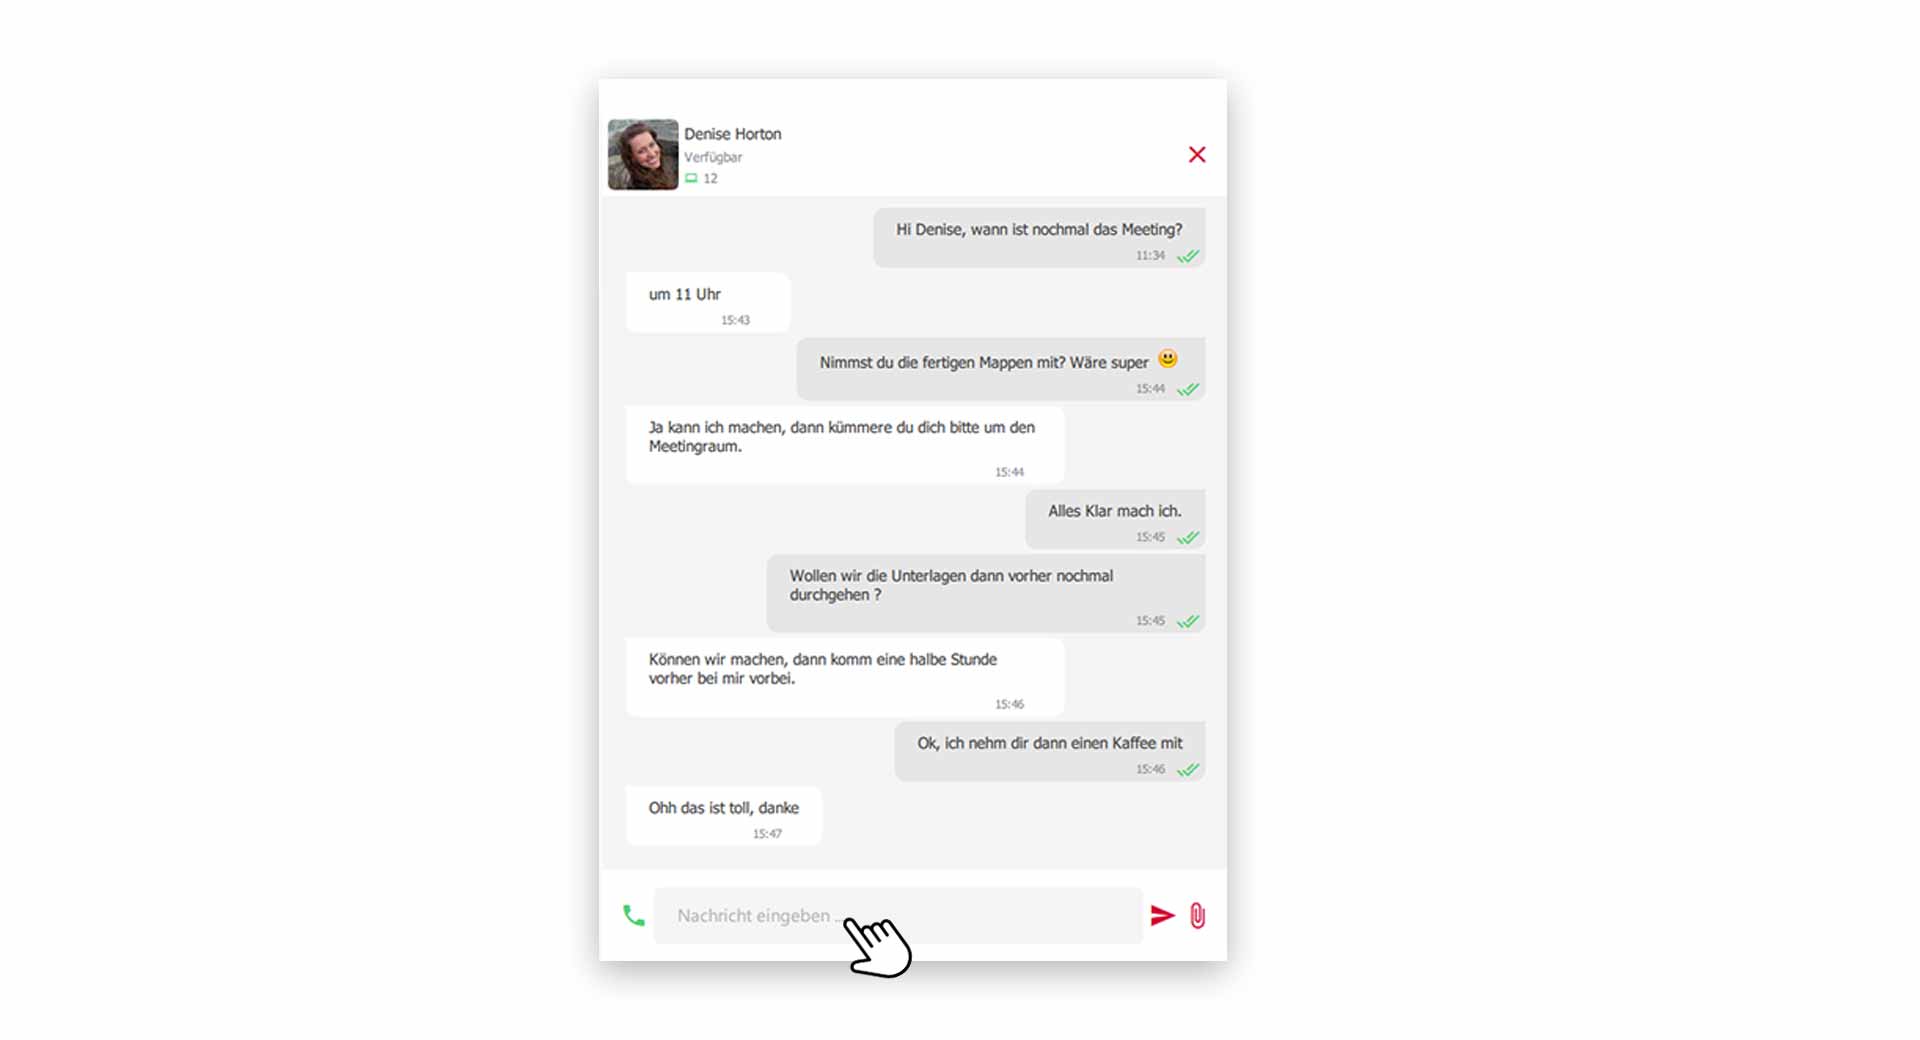 Denise Horton
Verfügbar
12
Hi Denise, wann ist nochmal das Meeting?
11:34
um 11 Uhr
15:43
Nimmst du die fertigen Mappen mit? Wäre super 😃
15:44
Ja kann ich machen, dann kümmere du dich bitte um den
Meetingraum.
15:44
Alles Klar mach ich.
15:45
Wollen wir die Unterlagen dann vorher nochmal
durchgehen ?
15:45
Können wir machen, dann komm eine halbe Stunde
vorher bei mir vorbei.
15:46
Ok, ich nehm dir dann einen Kaffee mit
15:46
Ohh das ist toll, danke
15:47
Nachricht eingeben ...